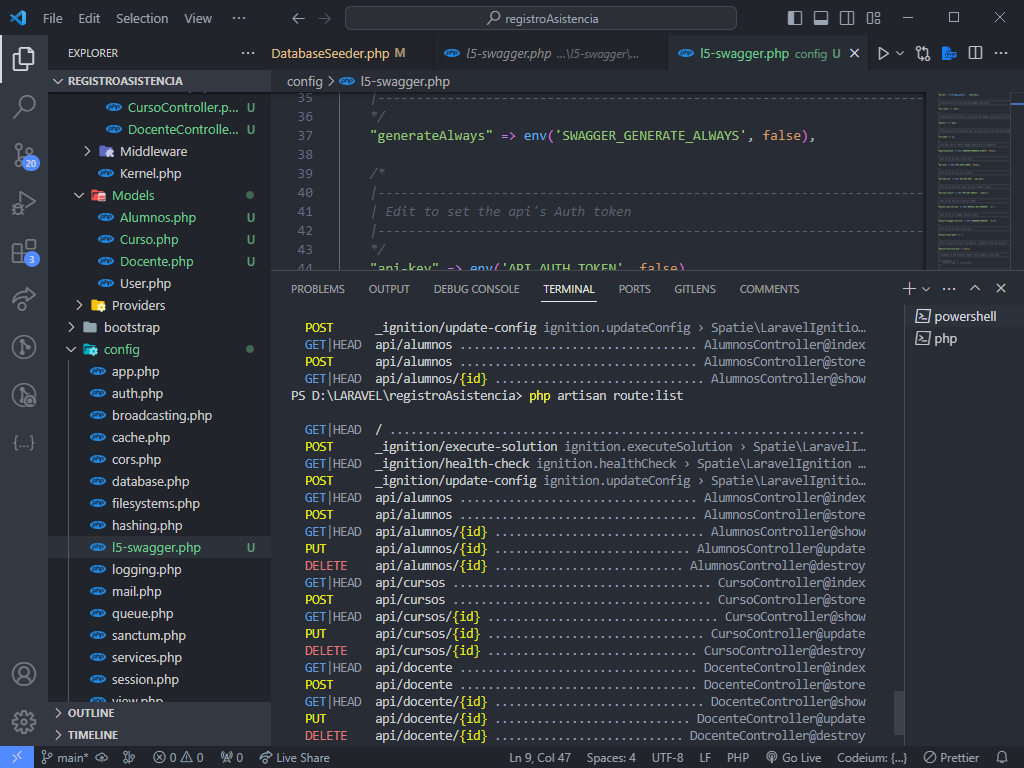 File Edit Selection View ··· registroAsistencia
EXPLORER ···
REGISTROASISTENCIA
CursoController.p... U
DocenteControlle... U
Middleware
Kernel.php
Models
Alumnos.php U
Curso.php U
Docente.php U
User.php
Providers
bootstrap
config
app.php
auth.php
broadcasting.php
cache.php
cors.php
database.php
filesystems.php
hashing.php
l5-swagger.php U
logging.php
mail.php
queue.php
sanctum.php
services.php
session.php
view.php
OUTLINE
TIMELINE
20
3
DatabaseSeeder.php M
l5-swagger.php ...\l5-swagger\...
l5-swagger.php config U
config > l5-swagger.php
35 |--------------------------------------------------------------------------
36 */
37 "generateAlways" => env('SWAGGER_GENERATE_ALWAYS', false),
38
39 /*
40 |--------------------------------------------------------------------------
41 | Edit to set the api's Auth token
42 |--------------------------------------------------------------------------
43 */
44 "api-key" => env('API_AUTH_TOKEN', false)
PROBLEMS OUTPUT DEBUG CONSOLE TERMINAL PORTS GITLENS COMMENTS
powershell
php
POST _ignition/update-config ignition.updateConfig › Spatie\LaravelIgnitio…
GET|HEAD api/alumnos .................................. AlumnosController@index
POST api/alumnos .................................. AlumnosController@store
GET|HEAD api/alumnos/{id} .............................. AlumnosController@show
PS D:\LARAVEL\registroAsistencia> php artisan route:list
GET|HEAD / ....................................................................
POST _ignition/execute-solution ignition.executeSolution › Spatie\LaravelI…
GET|HEAD _ignition/health-check ignition.healthCheck › Spatie\LaravelIgnition …
POST _ignition/update-config ignition.updateConfig › Spatie\LaravelIgnitio…
GET|HEAD api/alumnos .................................. AlumnosController@index
POST api/alumnos .................................. AlumnosController@store
GET|HEAD api/alumnos/{id} .............................. AlumnosController@show
PUT api/alumnos/{id} ............................ AlumnosController@update
DELETE api/alumnos/{id} ........................... AlumnosController@destroy
GET|HEAD api/cursos ..................................... CursoController@index
POST api/cursos ..................................... CursoController@store
GET|HEAD api/cursos/{id} ................................. CursoController@show
PUT api/cursos/{id} ............................... CursoController@update
DELETE api/cursos/{id} .............................. CursoController@destroy
GET|HEAD api/docente .................................. DocenteController@index
POST api/docente .................................. DocenteController@store
GET|HEAD api/docente/{id} .............................. DocenteController@show
PUT api/docente/{id} ............................ DocenteController@update
DELETE api/docente/{id} ........................... DocenteController@destroy
main* 0 0 0 Live Share Ln 9, Col 47 Spaces: 4 UTF-8 LF PHP Go Live Codeium: {...} Prettier